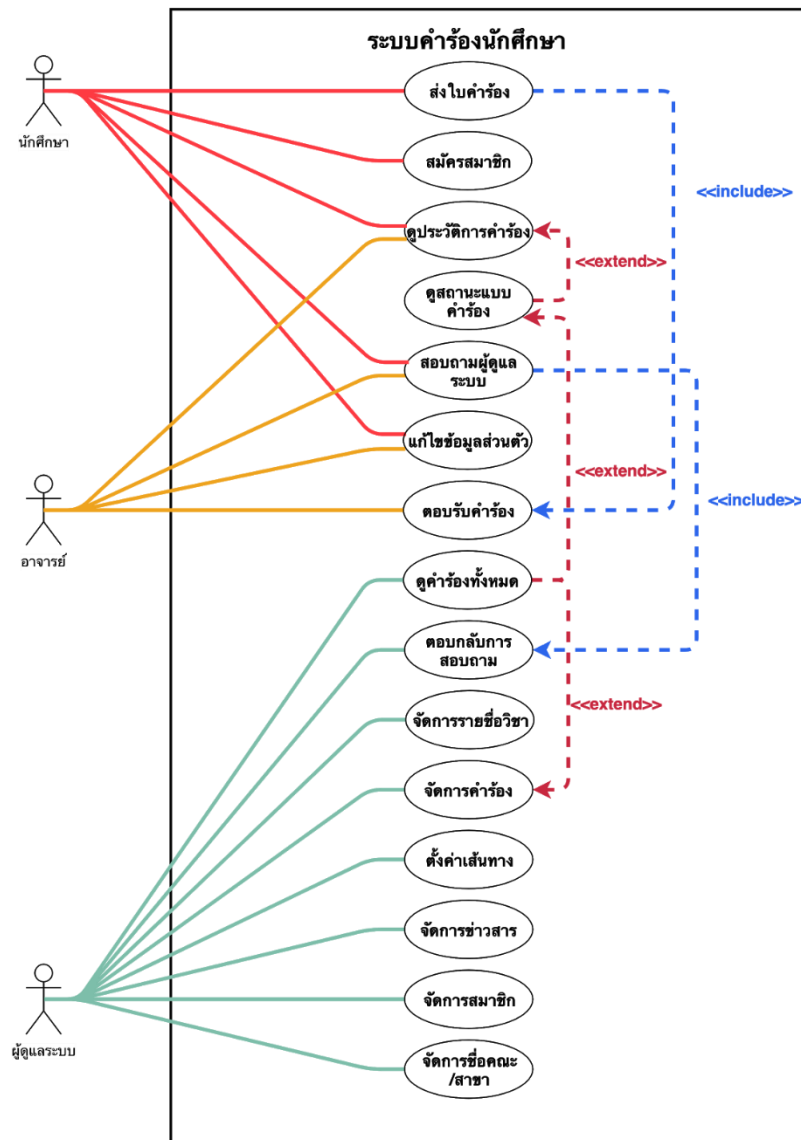 ระบบคำร้องนักศึกษา
ส่งใบคำร้อง
นักศึกษา
สมัครสมาชิก
<<include>>
ดูประวัติการคำร้อง
<<extend>>
ดูสถานะแบบ
คำร้อง
สอบถามผู้ดูแล
ระบบ
แก้ไขข้อมูลส่วนตัว
<<extend>>
<<include>>
ตอบรับคำร้อง
อาจารย์
ดูคำร้องทั้งหมด
ตอบกลับการ
สอบถาม
<<extend>>
จัดการรายชื่อวิชา
จัดการคำร้อง
ตั้งค่าเส้นทาง
จัดการข่าวสาร
จัดการสมาชิก
ผู้ดูแลระบบ
จัดการชื่อคณะ
/สาขา